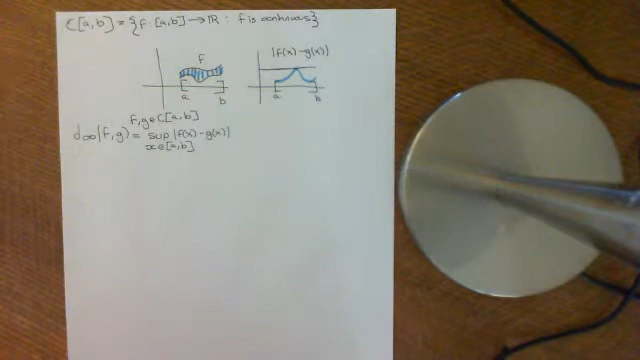 C[a,b] = {f: [a,b] → ℝ : f is continuous}
f
a b
|f(x)-g(x)|
a b
f,g∈C[a,b]
d∞(f,g) = sup |f(x)-g(x)|
x∈[a,b]